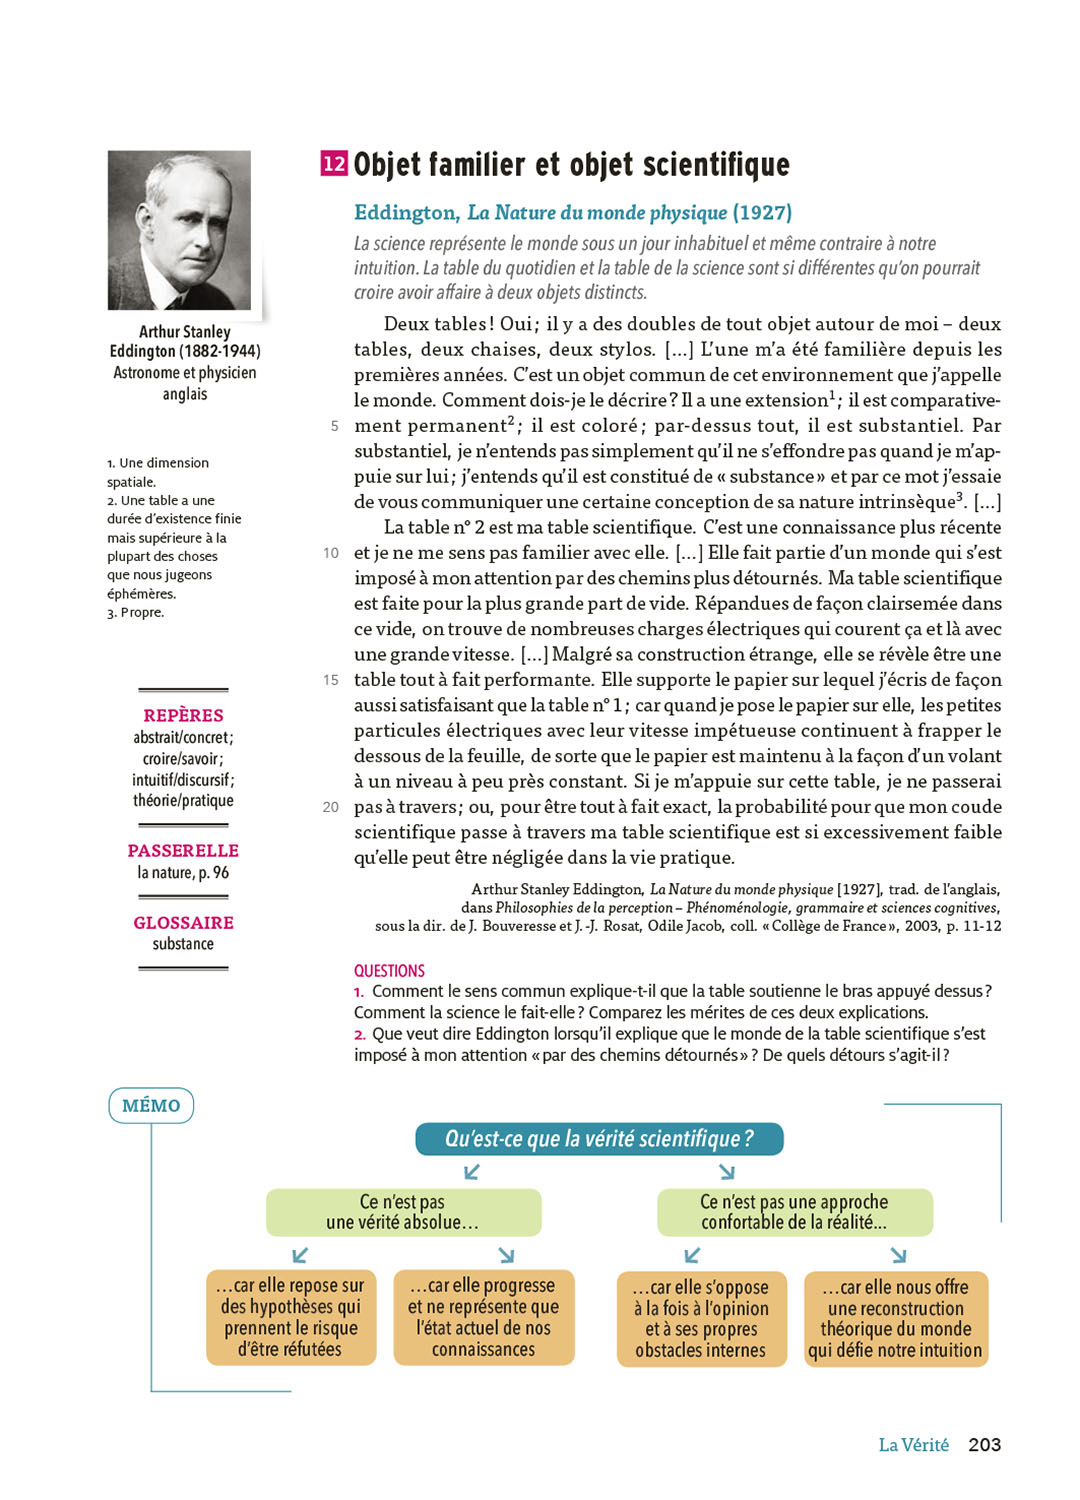 12 Objet familier et objet scientifique
Eddington, La Nature du monde physique (1927)
La science représente le monde sous un jour inhabituel et même contraire à notre
intuition. La table du quotidien et la table de la science sont si différentes qu'on pourrait
croire avoir affaire à deux objets distincts.
Arthur Stanley
Eddington (1882-1944)
Astronome et physicien
anglais
1. Une dimension
spatiale.
2. Une table a une
durée d'existence finie
mais supérieure à la
plupart des choses
que nous jugeons
éphémères.
3. Propre.
REPÈRES
abstrait/concret ;
croire/savoir ;
intuitif/discursif ;
théorie/pratique
PASSERELLE
la nature, p. 96
GLOSSAIRE
substance
Deux tables ! Oui ; il y a des doubles de tout objet autour de moi – deux
tables, deux chaises, deux stylos. [...] L'une m'a été familière depuis les
premières années. C'est un objet commun de cet environnement que j'appelle
le monde. Comment dois-je le décrire ? Il a une extension¹ ; il est comparative-
5 ment permanent² ; il est coloré ; par-dessus tout, il est substantiel. Par
substantiel, je n'entends pas simplement qu'il ne s'effondre pas quand je m'ap-
puie sur lui ; j'entends qu'il est constitué de « substance » et par ce mot j'essaie
de vous communiquer une certaine conception de sa nature intrinsèque³. [...]
La table n° 2 est ma table scientifique. C'est une connaissance plus récente
10 et je ne me sens pas familier avec elle. [...] Elle fait partie d'un monde qui s'est
imposé à mon attention par des chemins plus détournés. Ma table scientifique
est faite pour la plus grande part de vide. Répandues de façon clairsemée dans
ce vide, on trouve de nombreuses charges électriques qui courent ça et là avec
une grande vitesse. [...] Malgré sa construction étrange, elle se révèle être une
15 table tout à fait performante. Elle supporte le papier sur lequel j'écris de façon
aussi satisfaisant que la table n° 1 ; car quand je pose le papier sur elle, les petites
particules électriques avec leur vitesse impétueuse continuent à frapper le
dessous de la feuille, de sorte que le papier est maintenu à la façon d'un volant
à un niveau à peu près constant. Si je m'appuie sur cette table, je ne passerai
20 pas à travers ; ou, pour être tout à fait exact, la probabilité pour que mon coude
scientifique passe à travers ma table scientifique est si excessivement faible
qu'elle peut être négligée dans la vie pratique.
Arthur Stanley Eddington, La Nature du monde physique [1927], trad. de l'anglais,
dans Philosophies de la perception – Phénoménologie, grammaire et sciences cognitives,
sous la dir. de J. Bouveresse et J.-J. Rosat, Odile Jacob, coll. « Collège de France », 2003, p. 11-12
QUESTIONS
1. Comment le sens commun explique-t-il que la table soutienne le bras appuyé dessus ?
Comment la science le fait-elle ? Comparez les mérites de ces deux explications.
2. Que veut dire Eddington lorsqu'il explique que le monde de la table scientifique s'est
imposé à mon attention « par des chemins détournés » ? De quels détours s'agit-il ?
MÉMO
Qu'est-ce que la vérité scientifique ?
Ce n'est pas
une vérité absolue...
Ce n'est pas une approche
confortable de la réalité...
...car elle repose sur
des hypothèses qui
prennent le risque
d'être réfutées
...car elle progresse
et ne représente que
l'état actuel de nos
connaissances
...car elle s'oppose
à la fois à l'opinion
et à ses propres
obstacles internes
...car elle nous offre
une reconstruction
théorique du monde
qui défie notre intuition
La Vérité 203